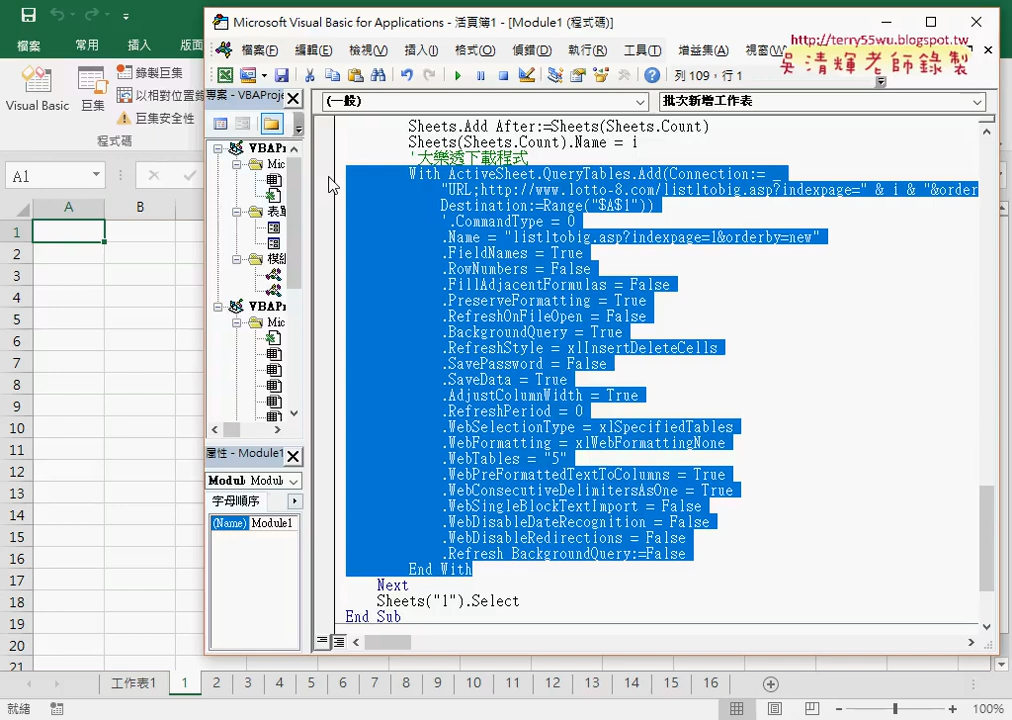 Microsoft Visual Basic for Applications - 活頁簿1 - [Module1 (程式碼)]
檔案 常用 插入 版面
檔案(F) 編輯(E) 檢視(V) 插入(I) 格式(O) 偵錯(D) 執行(R) 工具(T) 增益集(A) 視窗(W)
http://terry55wu.blogspot.tw
吳清輝老師錄製
列 109，行 1
Visual Basic
巨集
錄製巨集
以相對位置錄
巨集安全性
程式碼
專案 - VBAProje
(一般)
批次新增工作表
A1
VBAP
Mic
表單
模組
VBAP
Mic
屬性 - Module1
Modul Modul
字母順序
(Name) Module1
Sheets.Add After:=Sheets(Sheets.Count)
Sheets(Sheets.Count).Name = i
'大樂透下載程式
With ActiveSheet.QueryTables.Add(Connection:= _
"URL;http://www.lotto-8.com/listltobig.asp?indexpage=" & i & "&order
Destination:=Range("$A$1"))
'.CommandType = 0
.Name = "listltobig.asp?indexpage=1&orderby=new"
.FieldNames = True
.RowNumbers = False
.FillAdjacentFormulas = False
.PreserveFormatting = True
.RefreshOnFileOpen = False
.BackgroundQuery = True
.RefreshStyle = xlInsertDeleteCells
.SavePassword = False
.SaveData = True
.AdjustColumnWidth = True
.RefreshPeriod = 0
.WebSelectionType = xlSpecifiedTables
.WebFormatting = xlWebFormattingNone
.WebTables = "5"
.WebPreFormattedTextToColumns = True
.WebConsecutiveDelimitersAsOne = True
.WebSingleBlockTextImport = False
.WebDisableDateRecognition = False
.WebDisableRedirections = False
.Refresh BackgroundQuery:=False
End With
Next
Sheets("1").Select
End Sub
A B
1
2
3
4
5
6
7
8
9
10
11
12
13
14
15
16
17
18
19
20
21
工作表1 1 2 3 4 5 6 7 8 9 10 11 12 13 14 15 16
就緒
100%